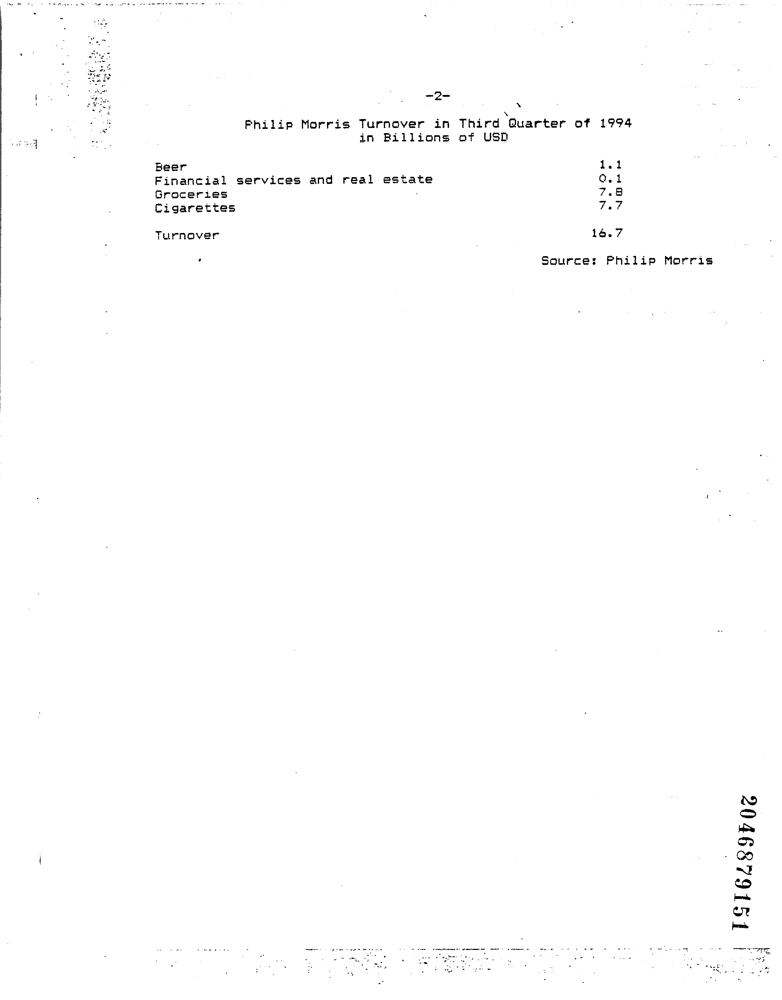 -2-
Philip Morris Turnover in Third Quarter of 1994
in Billions of USD
Beer 1.1
Financial services and real estate 0.1
Groceries 7.8
Cigarettes 7.7
Turnover 16.7
Source: Philip Morris
2046879151